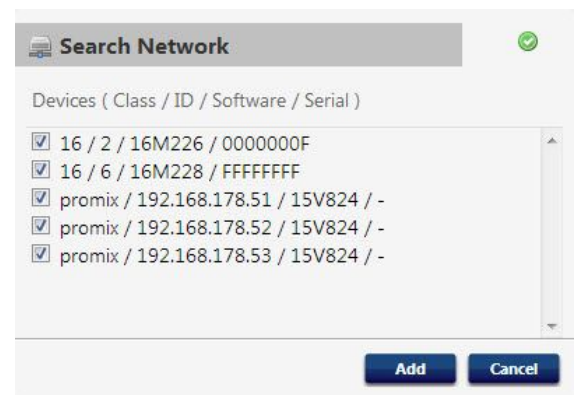 Search Network
Devices ( Class / ID / Software / Serial )
16 / 2 / 16M226 / 0000000F
16 / 6 / 16M228 / FFFFFFFF
promix / 192.168.178.51 / 15V824 / -
promix / 192.168.178.52 / 15V824 / -
promix / 192.168.178.53 / 15V824 / -
Add Cancel